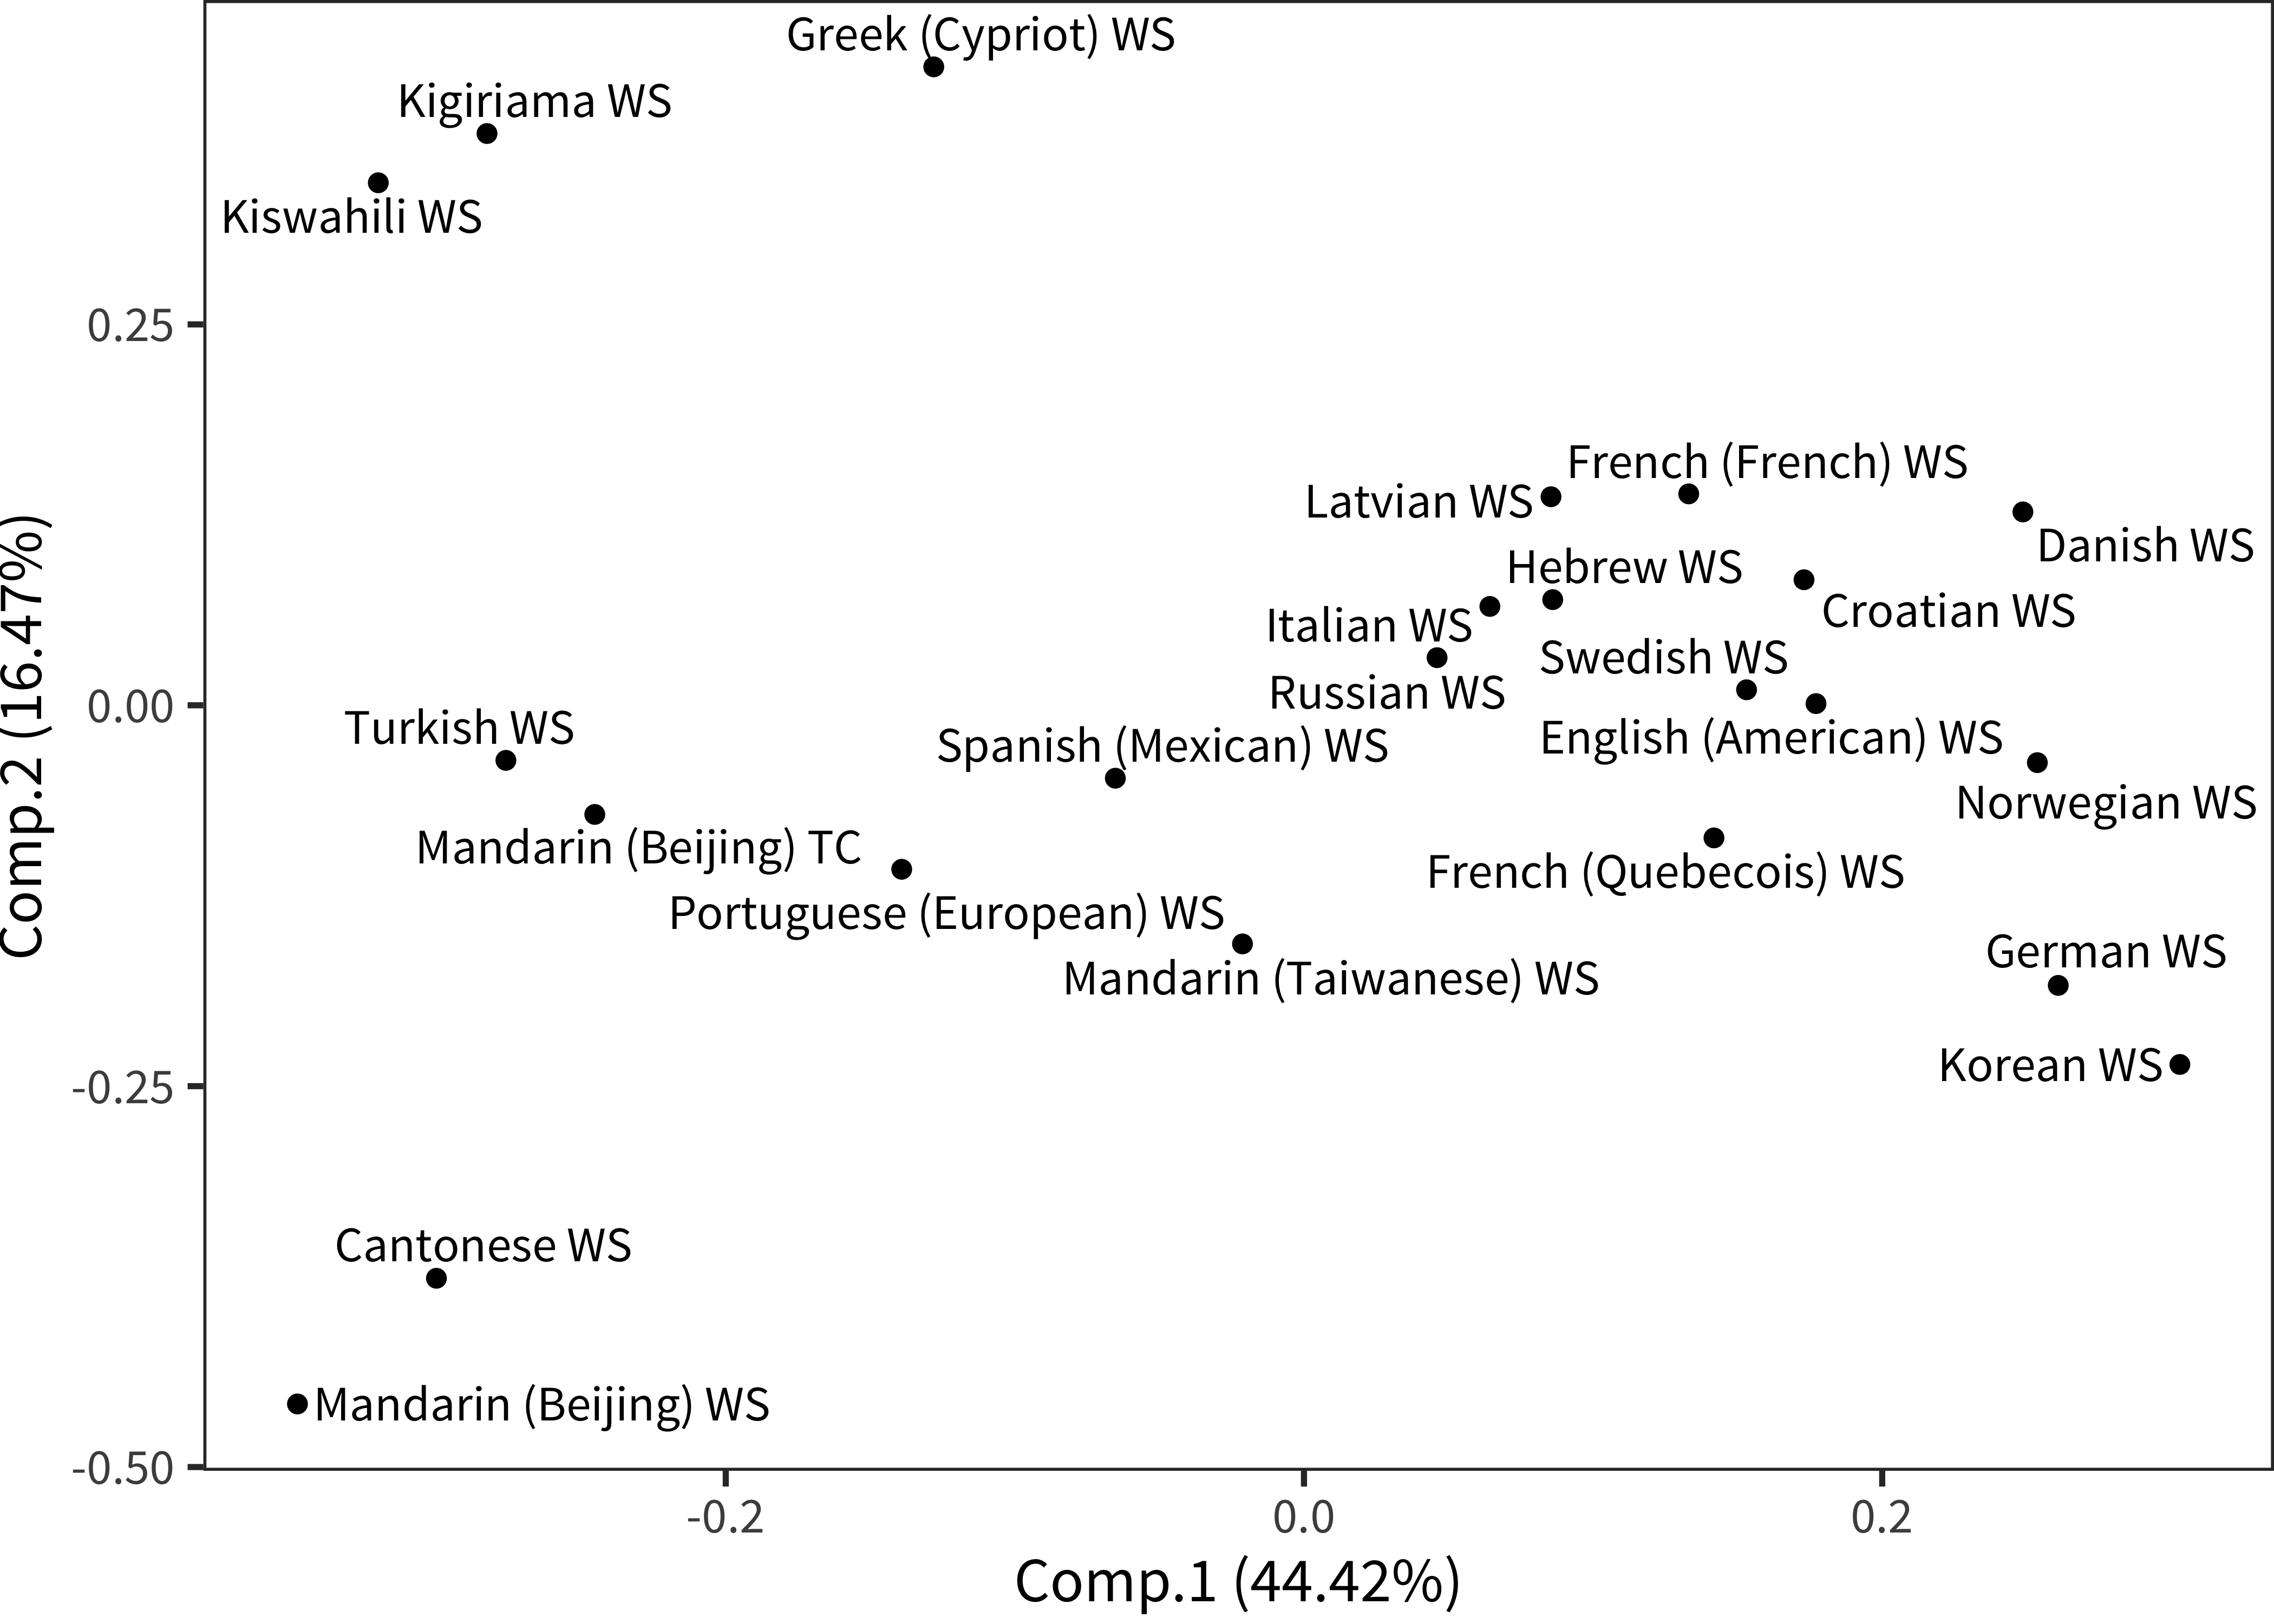 Greek (Cypriot) WS
Kigiriama WS
Kiswahili WS
0.25
French (French) WS
Latvian WS
Danish WS
Hebrew WS
Croatian WS
Italian WS
Swedish WS
Russian WS
0.00
Turkish WS
English (American) WS
Spanish (Mexican) WS
Norwegian WS
Mandarin (Beijing) TC
French (Quebecois) WS
Portuguese (European) WS
German WS
Mandarin (Taiwanese) WS
Korean WS
-0.25
Cantonese WS
Mandarin (Beijing) WS
-0.50
Comp.2 (16.47%)
-0.2 0.0 0.2
Comp.1 (44.42%)